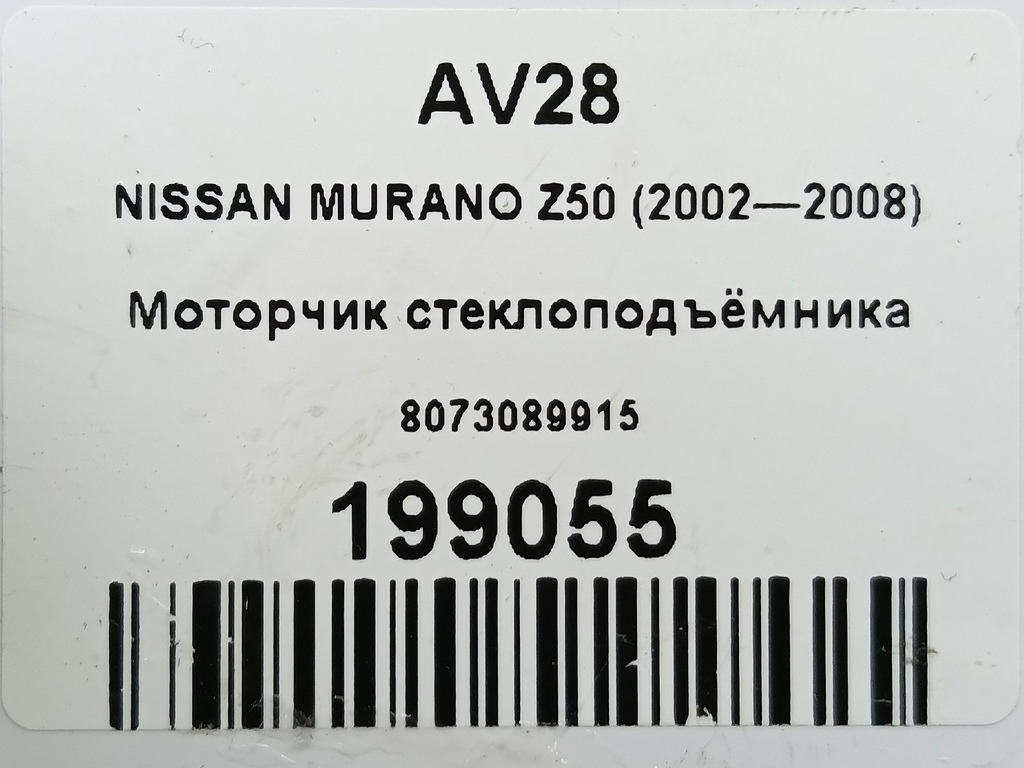 AV28
NISSAN MURANO Z50 (2002—2008)
Моторчик стеклоподъёмника
8073089915
199055